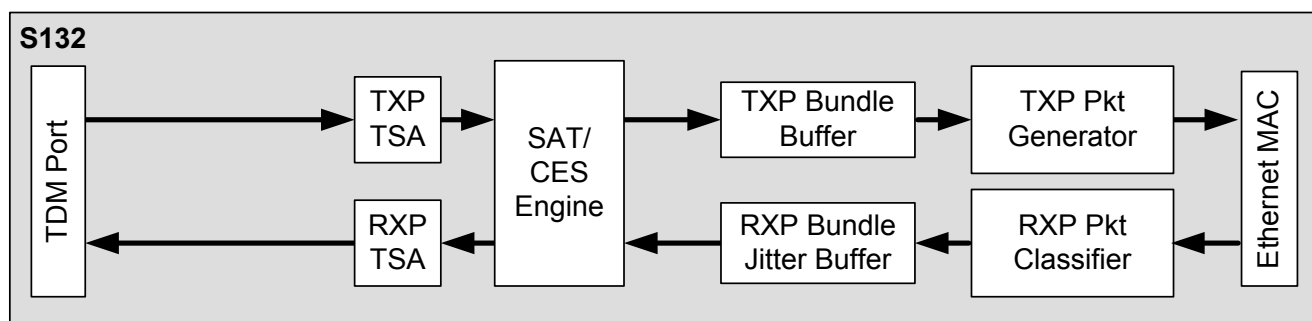 S132
TDM Port
TXP
TSA
SAT/
CES
Engine
TXP Bundle
Buffer
TXP Pkt
Generator
Ethernet MAC
RXP
TSA
RXP Bundle
Jitter Buffer
RXP Pkt
Classifier